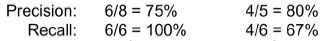 Precision: 6/8 = 75% 4/5 = 80%
Recall: 6/6 = 100% 4/6 = 67%